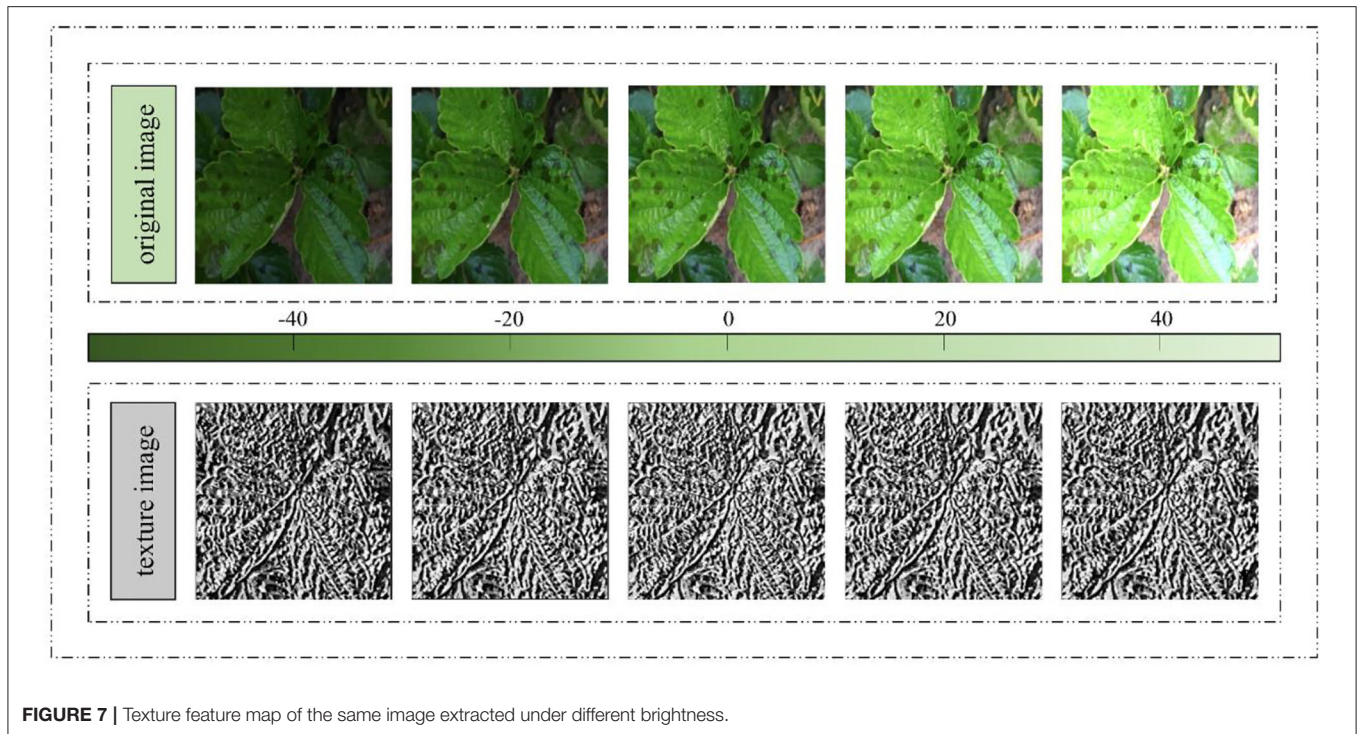 original image
-40 -20 0 20 40
texture image
FIGURE 7 | Texture feature map of the same image extracted under different brightness.